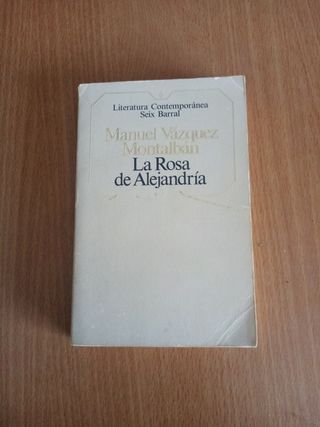 Literatura Contemporánea
Seix Barral
Manuel Vázquez
Montalbán
La Rosa
de Alejandría